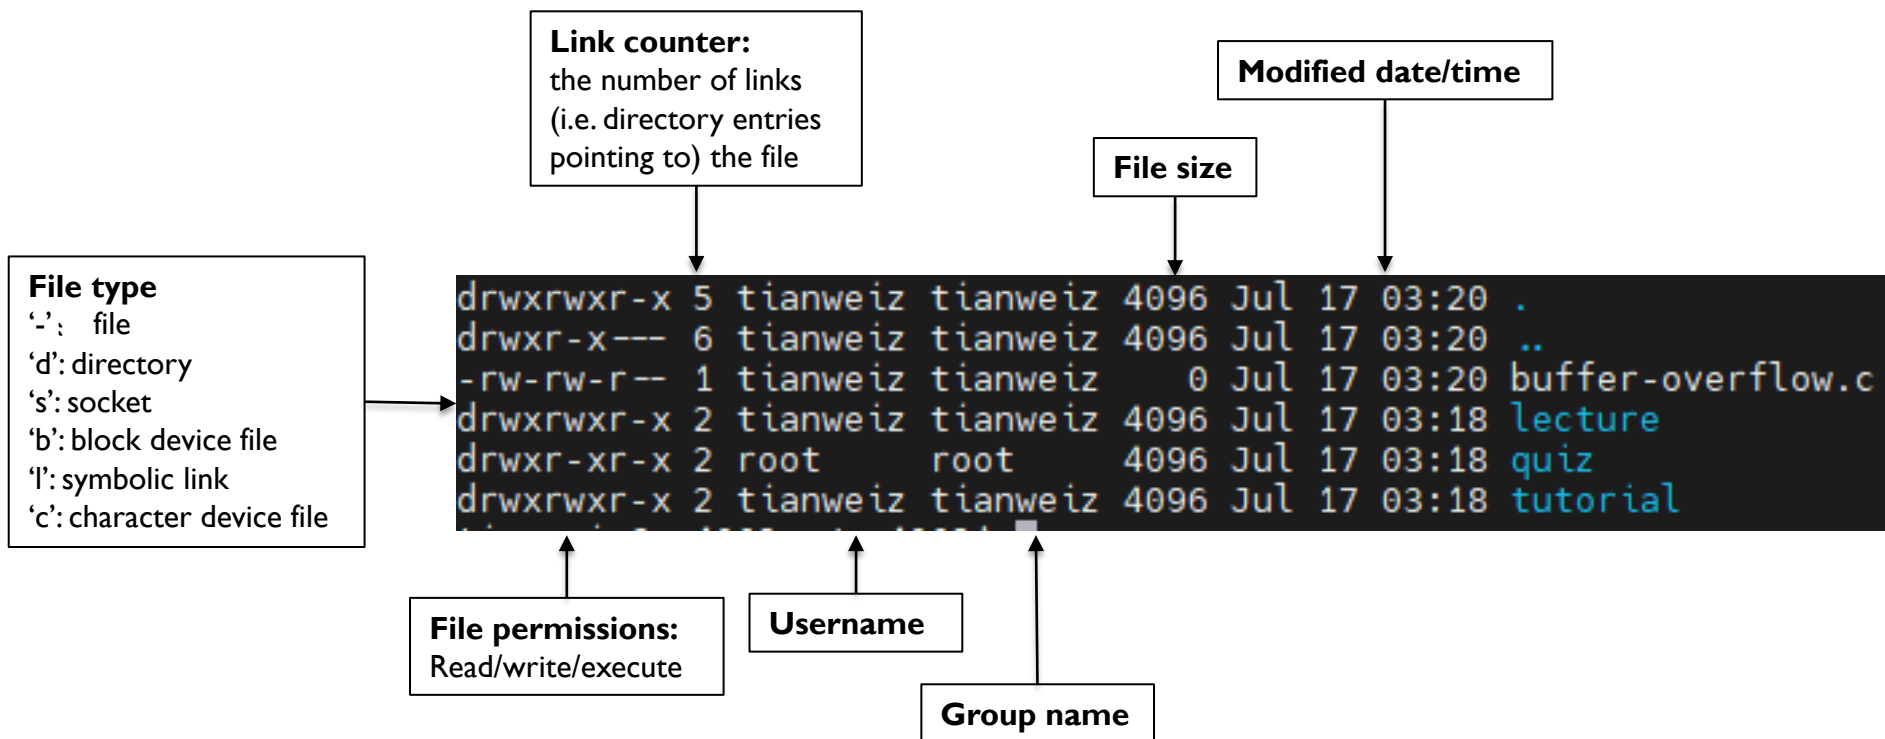 Link counter:
the number of links
(i.e. directory entries
pointing to) the file
Modified date/time
File size
File type
‘-’： file
‘d’: directory
‘s’: socket
‘b’: block device file
‘l’: symbolic link
‘c’: character device file
drwxrwxr-x 5 tianweiz tianweiz 4096 Jul 17 03:20 .
drwxr-x--- 6 tianweiz tianweiz 4096 Jul 17 03:20 ..
-rw-rw-r-- 1 tianweiz tianweiz    0 Jul 17 03:20 buffer-overflow.c
drwxrwxr-x 2 tianweiz tianweiz 4096 Jul 17 03:18 lecture
drwxr-xr-x 2 root     root     4096 Jul 17 03:18 quiz
drwxrwxr-x 2 tianweiz tianweiz 4096 Jul 17 03:18 tutorial
File permissions:
Read/write/execute
Username
Group name